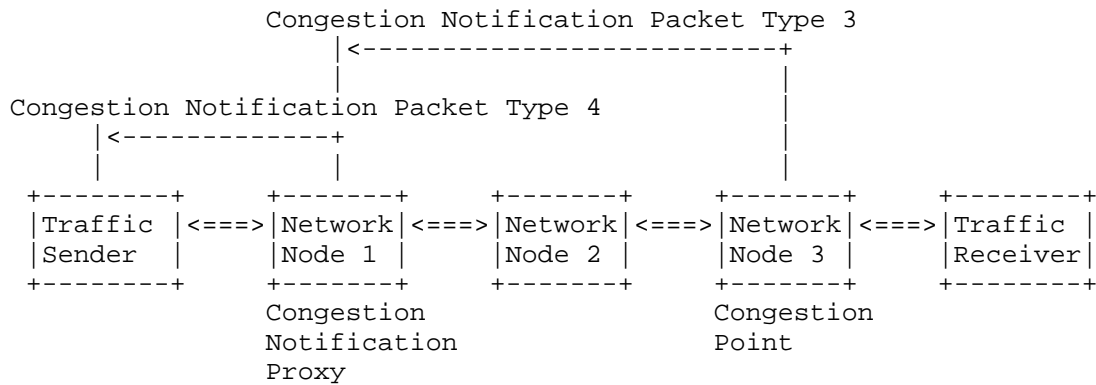 Congestion Notification Packet Type 3
|<--------------------------+
| |
Congestion Notification Packet Type 4 |
|<-------------+ |
| | |
+--------+ +-------+ +-------+ +-------+ +--------+
|Traffic |<===>|Network|<===>|Network|<===>|Network|<===>|Traffic |
|Sender | |Node 1 | |Node 2 | |Node 3 | |Receiver|
+--------+ +-------+ +-------+ +-------+ +--------+
Congestion Congestion
Notification Point
Proxy